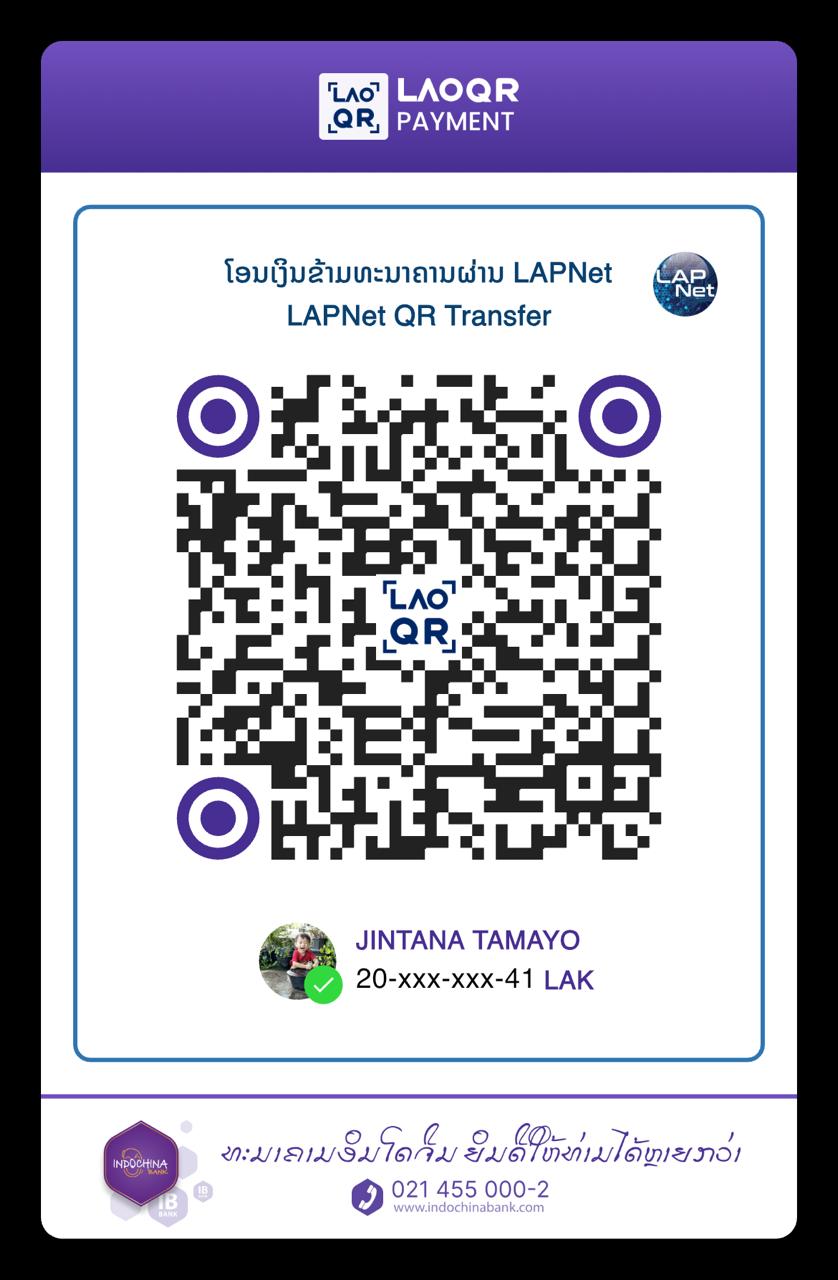 LAO
QR
LAOQR
PAYMENT
ໂອນເງິນຂ້າມທະນາຄານຜ່ານ LAPNet
LAPNet QR Transfer
LAP
Net
LAO
QR
JINTANA TAMAYO
20-xxx-xxx-41 LAK
INDOCHINA
BANK
IB
BANK
IB
BANK
ທະນາຄານອິນໂດຈີນ ຍິນດີໃຫ້ທ່ານໄດ້ຫຼາຍກວ່າ
021 455 000-2
www.indochinabank.com